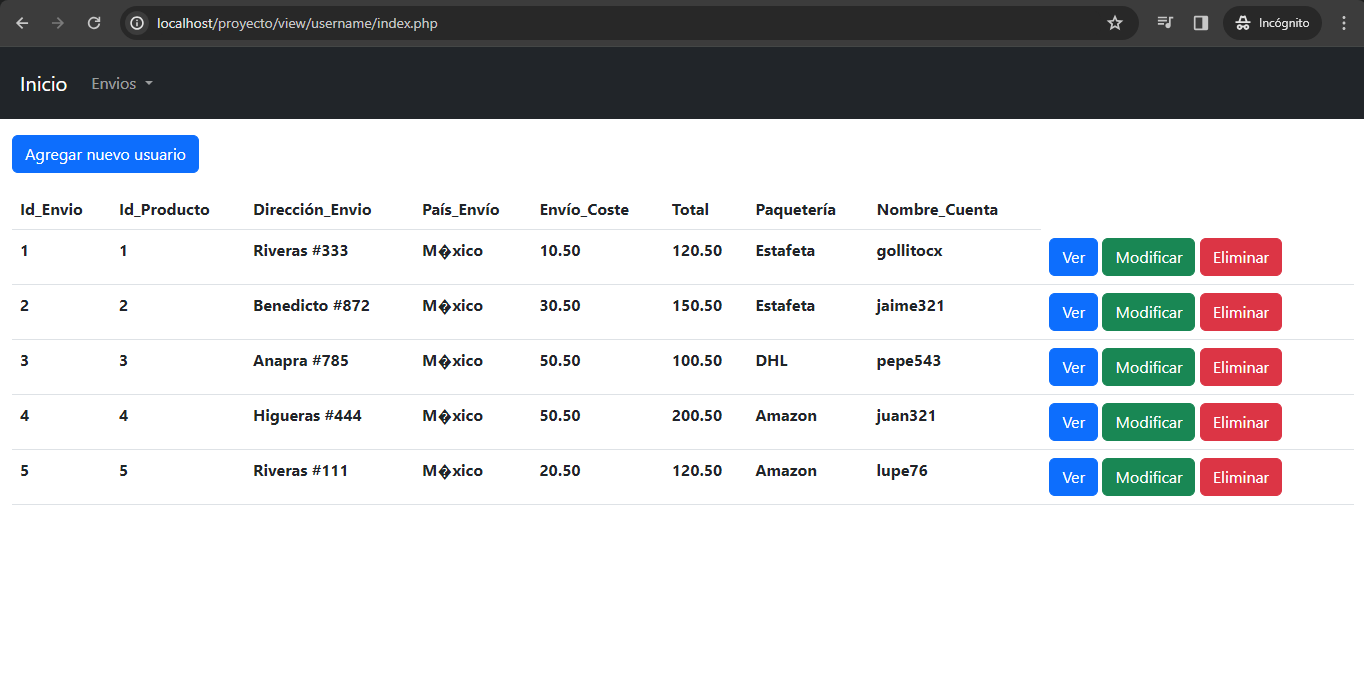 localhost/proyecto/view/username/index.php Incógnito
Inicio Envios
Agregar nuevo usuario
Id_Envio Id_Producto Dirección_Envio País_Envío Envío_Coste Total Paquetería Nombre_Cuenta
1 1 Riveras #333 M�xico 10.50 120.50 Estafeta gollitocx Ver Modificar Eliminar
2 2 Benedicto #872 M�xico 30.50 150.50 Estafeta jaime321 Ver Modificar Eliminar
3 3 Anapra #785 M�xico 50.50 100.50 DHL pepe543 Ver Modificar Eliminar
4 4 Higueras #444 M�xico 50.50 200.50 Amazon juan321 Ver Modificar Eliminar
5 5 Riveras #111 M�xico 20.50 120.50 Amazon lupe76 Ver Modificar Eliminar